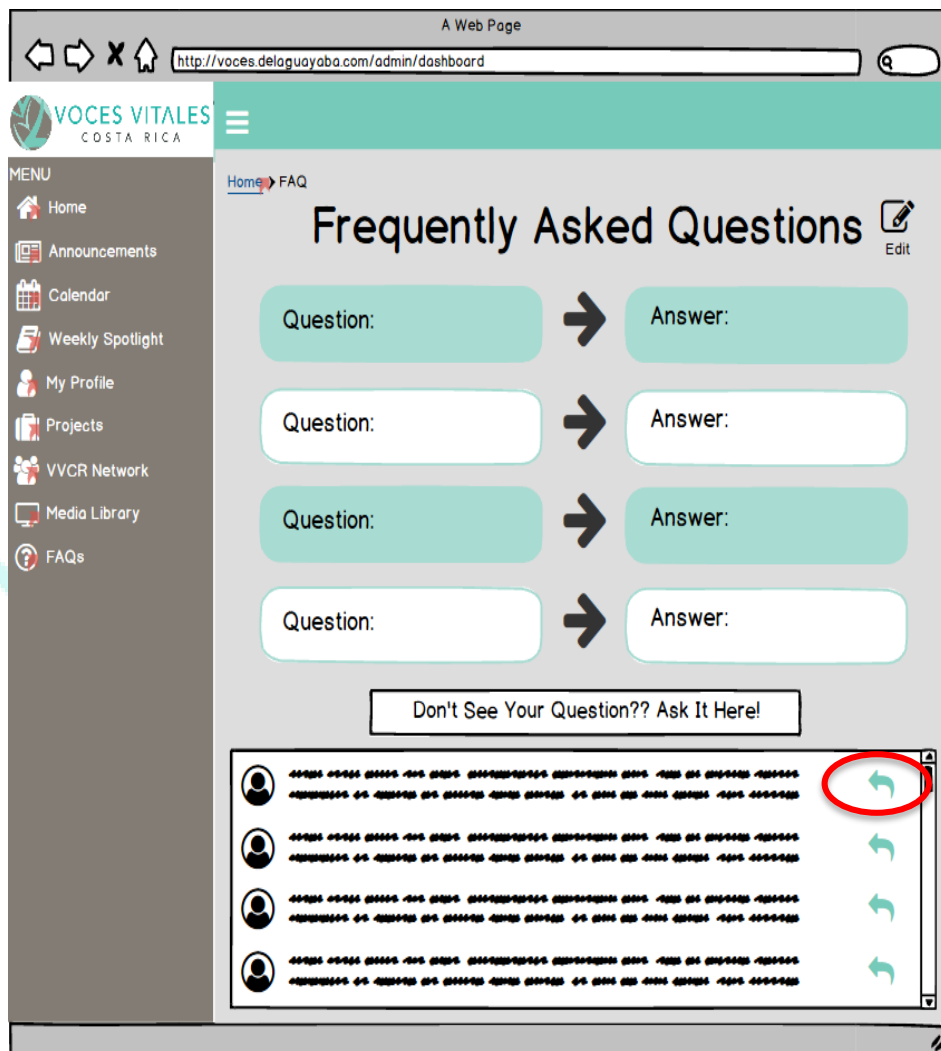 A Web Page
http://voces.delaguayaba.com/admin/dashboard
VOCES VITALES
COSTA RICA
MENU
Home
Announcements
Calendar
Weekly Spotlight
My Profile
Projects
VVCR Network
Media Library
FAQs
Home FAQ
Frequently Asked Questions
Edit
Question:
Answer:
Question:
Answer:
Question:
Answer:
Question:
Answer:
Don't See Your Question?? Ask It Here!